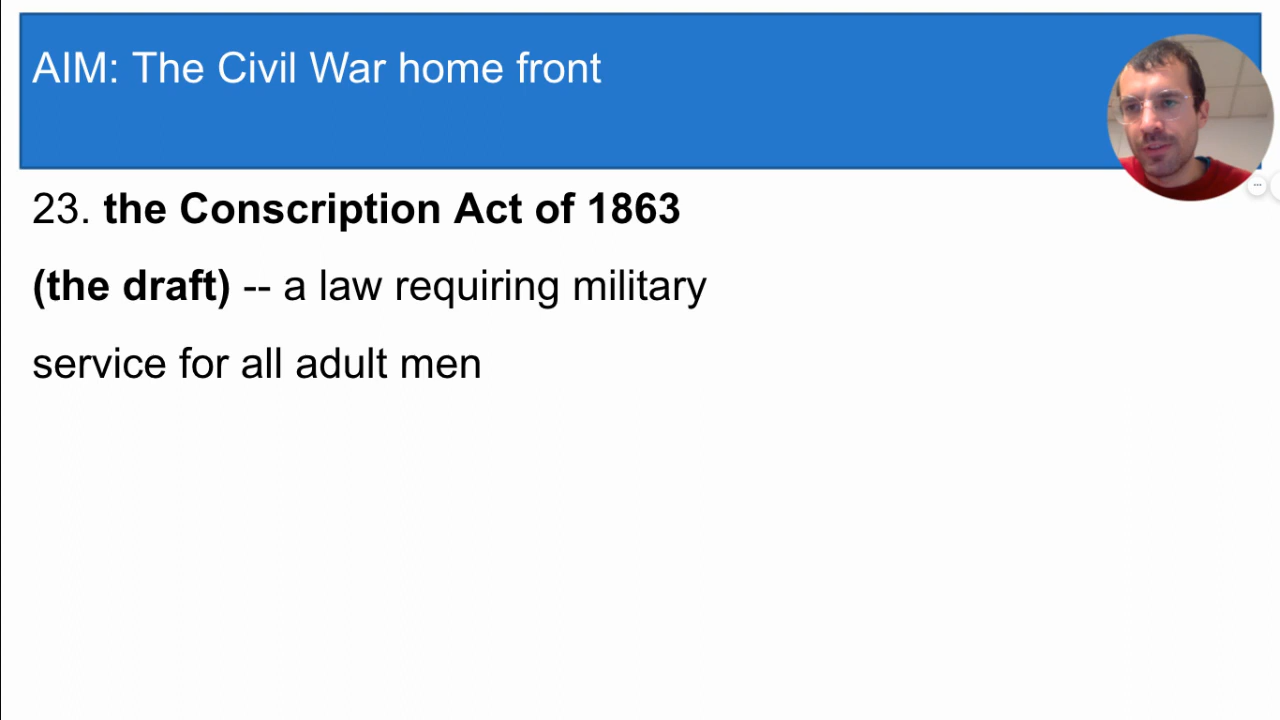 AIM: The Civil War home front
23. the Conscription Act of 1863
(the draft) -- a law requiring military
service for all adult men